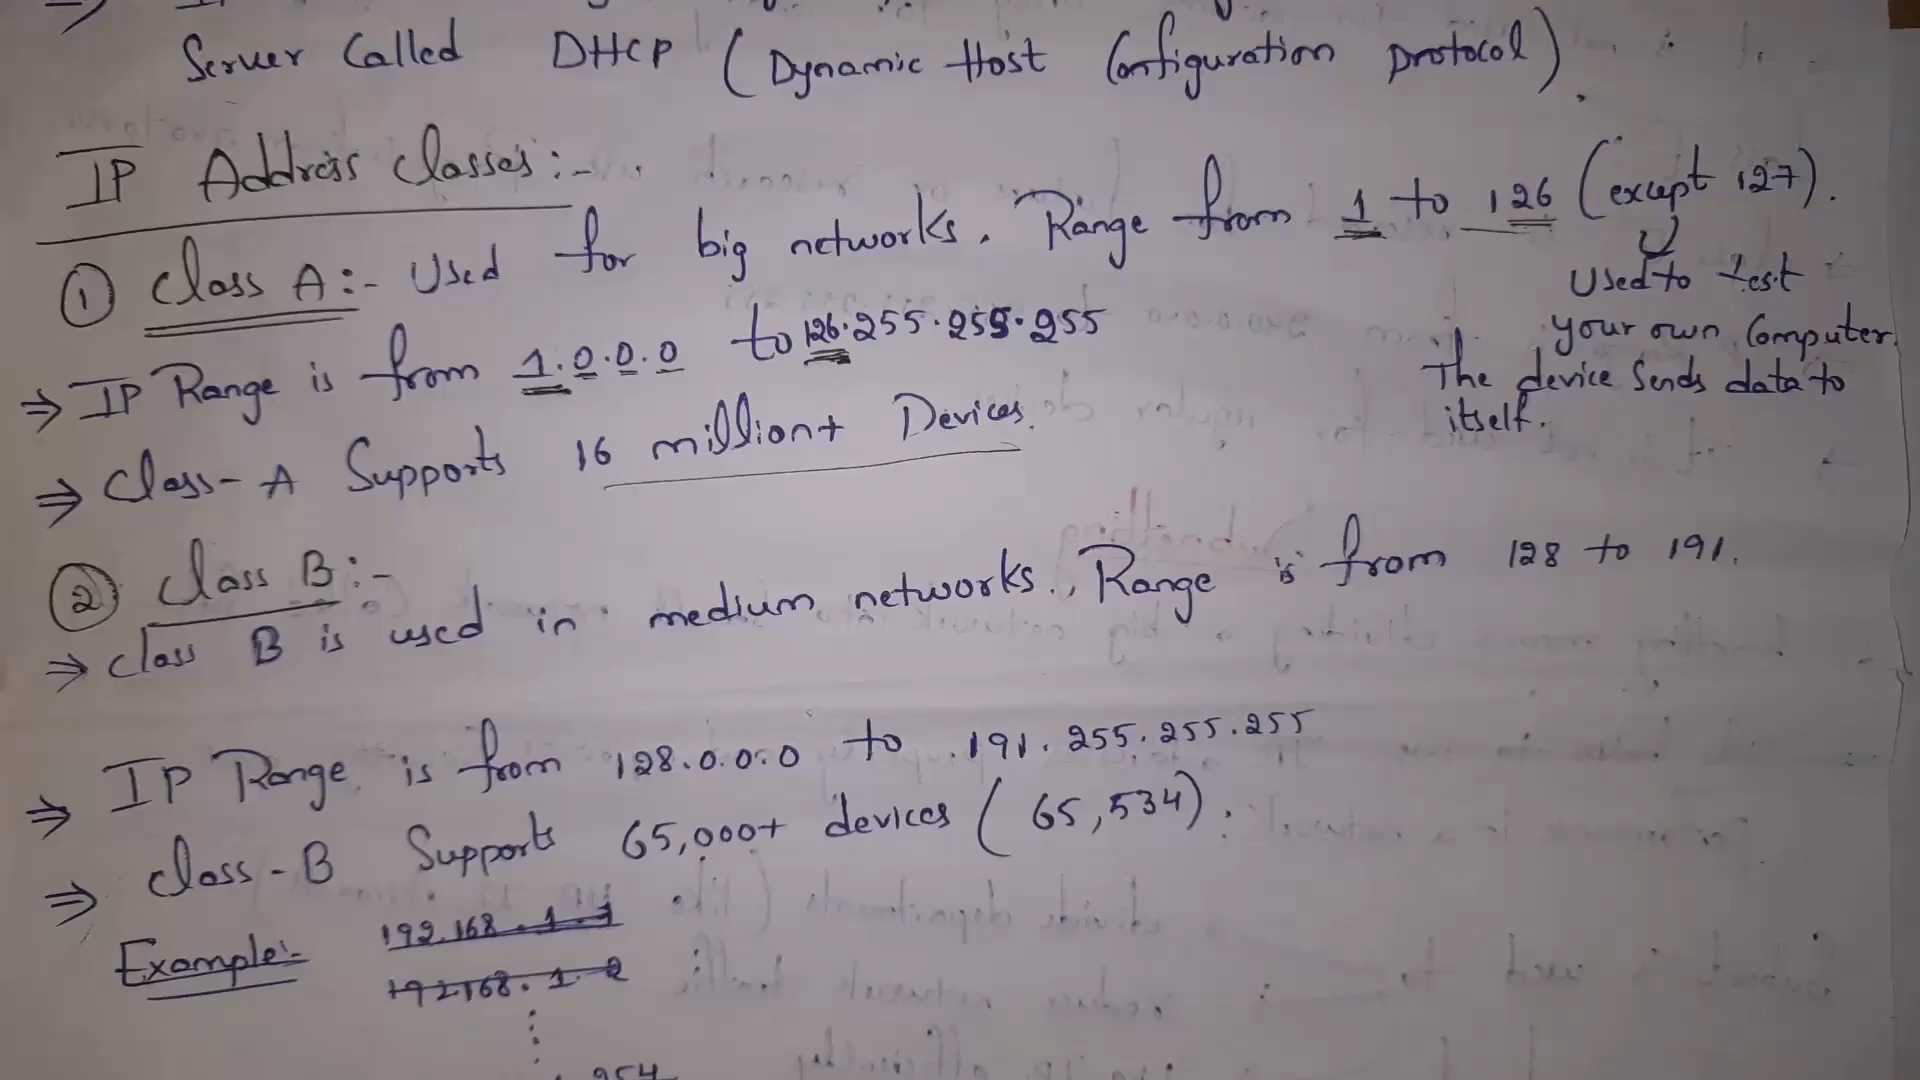 Server Called DHCP (Dynamic Host Configuration protocol).
IP Address classes:-
① Class A:- Used for big networks. Range from 1 to 126 (except 127).
Used to test
your own Computer.
The device Sends data to
itself.
⇒ IP Range is from 1.0.0.0 to 126.255.255.255
⇒ Class-A Supports 16 million+ Devices.
② Class B:-
⇒ class B is used in medium networks. Range is from 128 to 191.
⇒ IP Range is from 128.0.0.0 to 191.255.255.255
⇒ class-B Supports 65,000+ devices (65,534).
Example:- 192.168.1.1
192.168.1.2
254